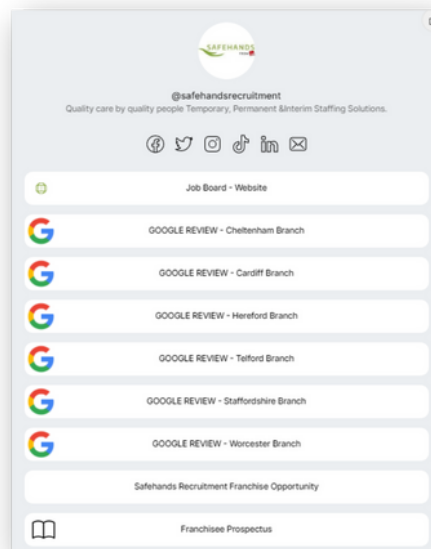 SAFEHANDS
@safehandsrecruitment
Quality care by quality people Temporary, Permanent &Interim Staffing Solutions.
Job Board - Website
GOOGLE REVIEW - Cheltenham Branch
GOOGLE REVIEW - Cardiff Branch
GOOGLE REVIEW - Hereford Branch
GOOGLE REVIEW - Telford Branch
GOOGLE REVIEW - Staffordshire Branch
GOOGLE REVIEW - Worcester Branch
Safehands Recruitment Franchise Opportunity
Franchisee Prospectus